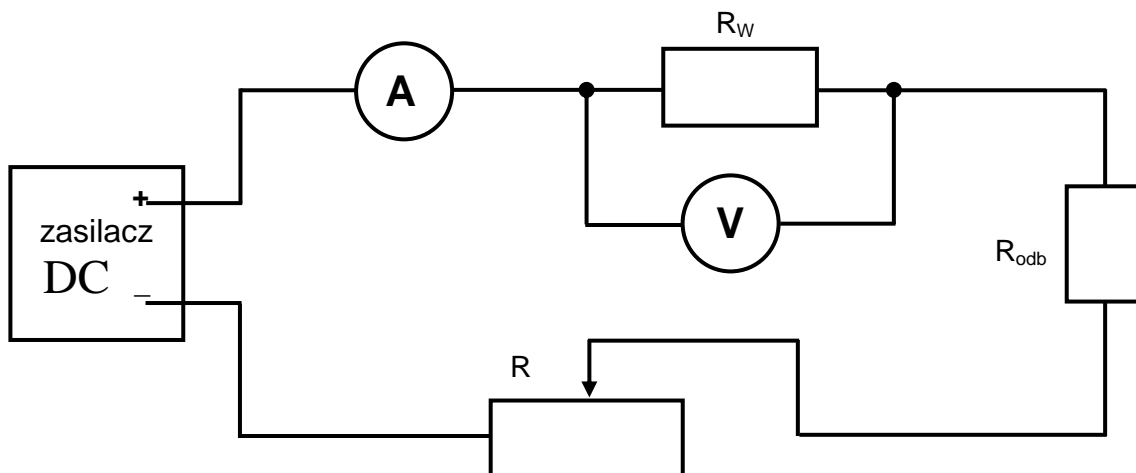 R_W
A
+
zasilacz
V
DC
_
R_odb
R